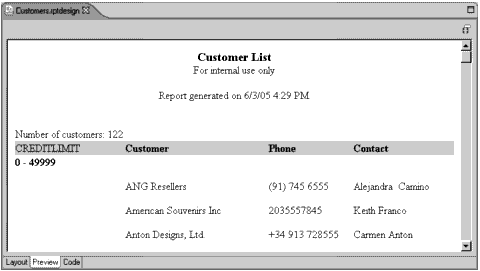 Customers.rptdesign
Customer List
For internal use only
Report generated on 6/3/05 4:29 PM
Number of customers: 122
CREDITLIMIT Customer Phone Contact
0 - 49999
ANG Resellers (91) 745 6555 Alejandra Camino
American Souvenirs Inc 2035557845 Keith Franco
Anton Designs, Ltd. +34 913 728555 Carmen Anton
Layout Preview Code